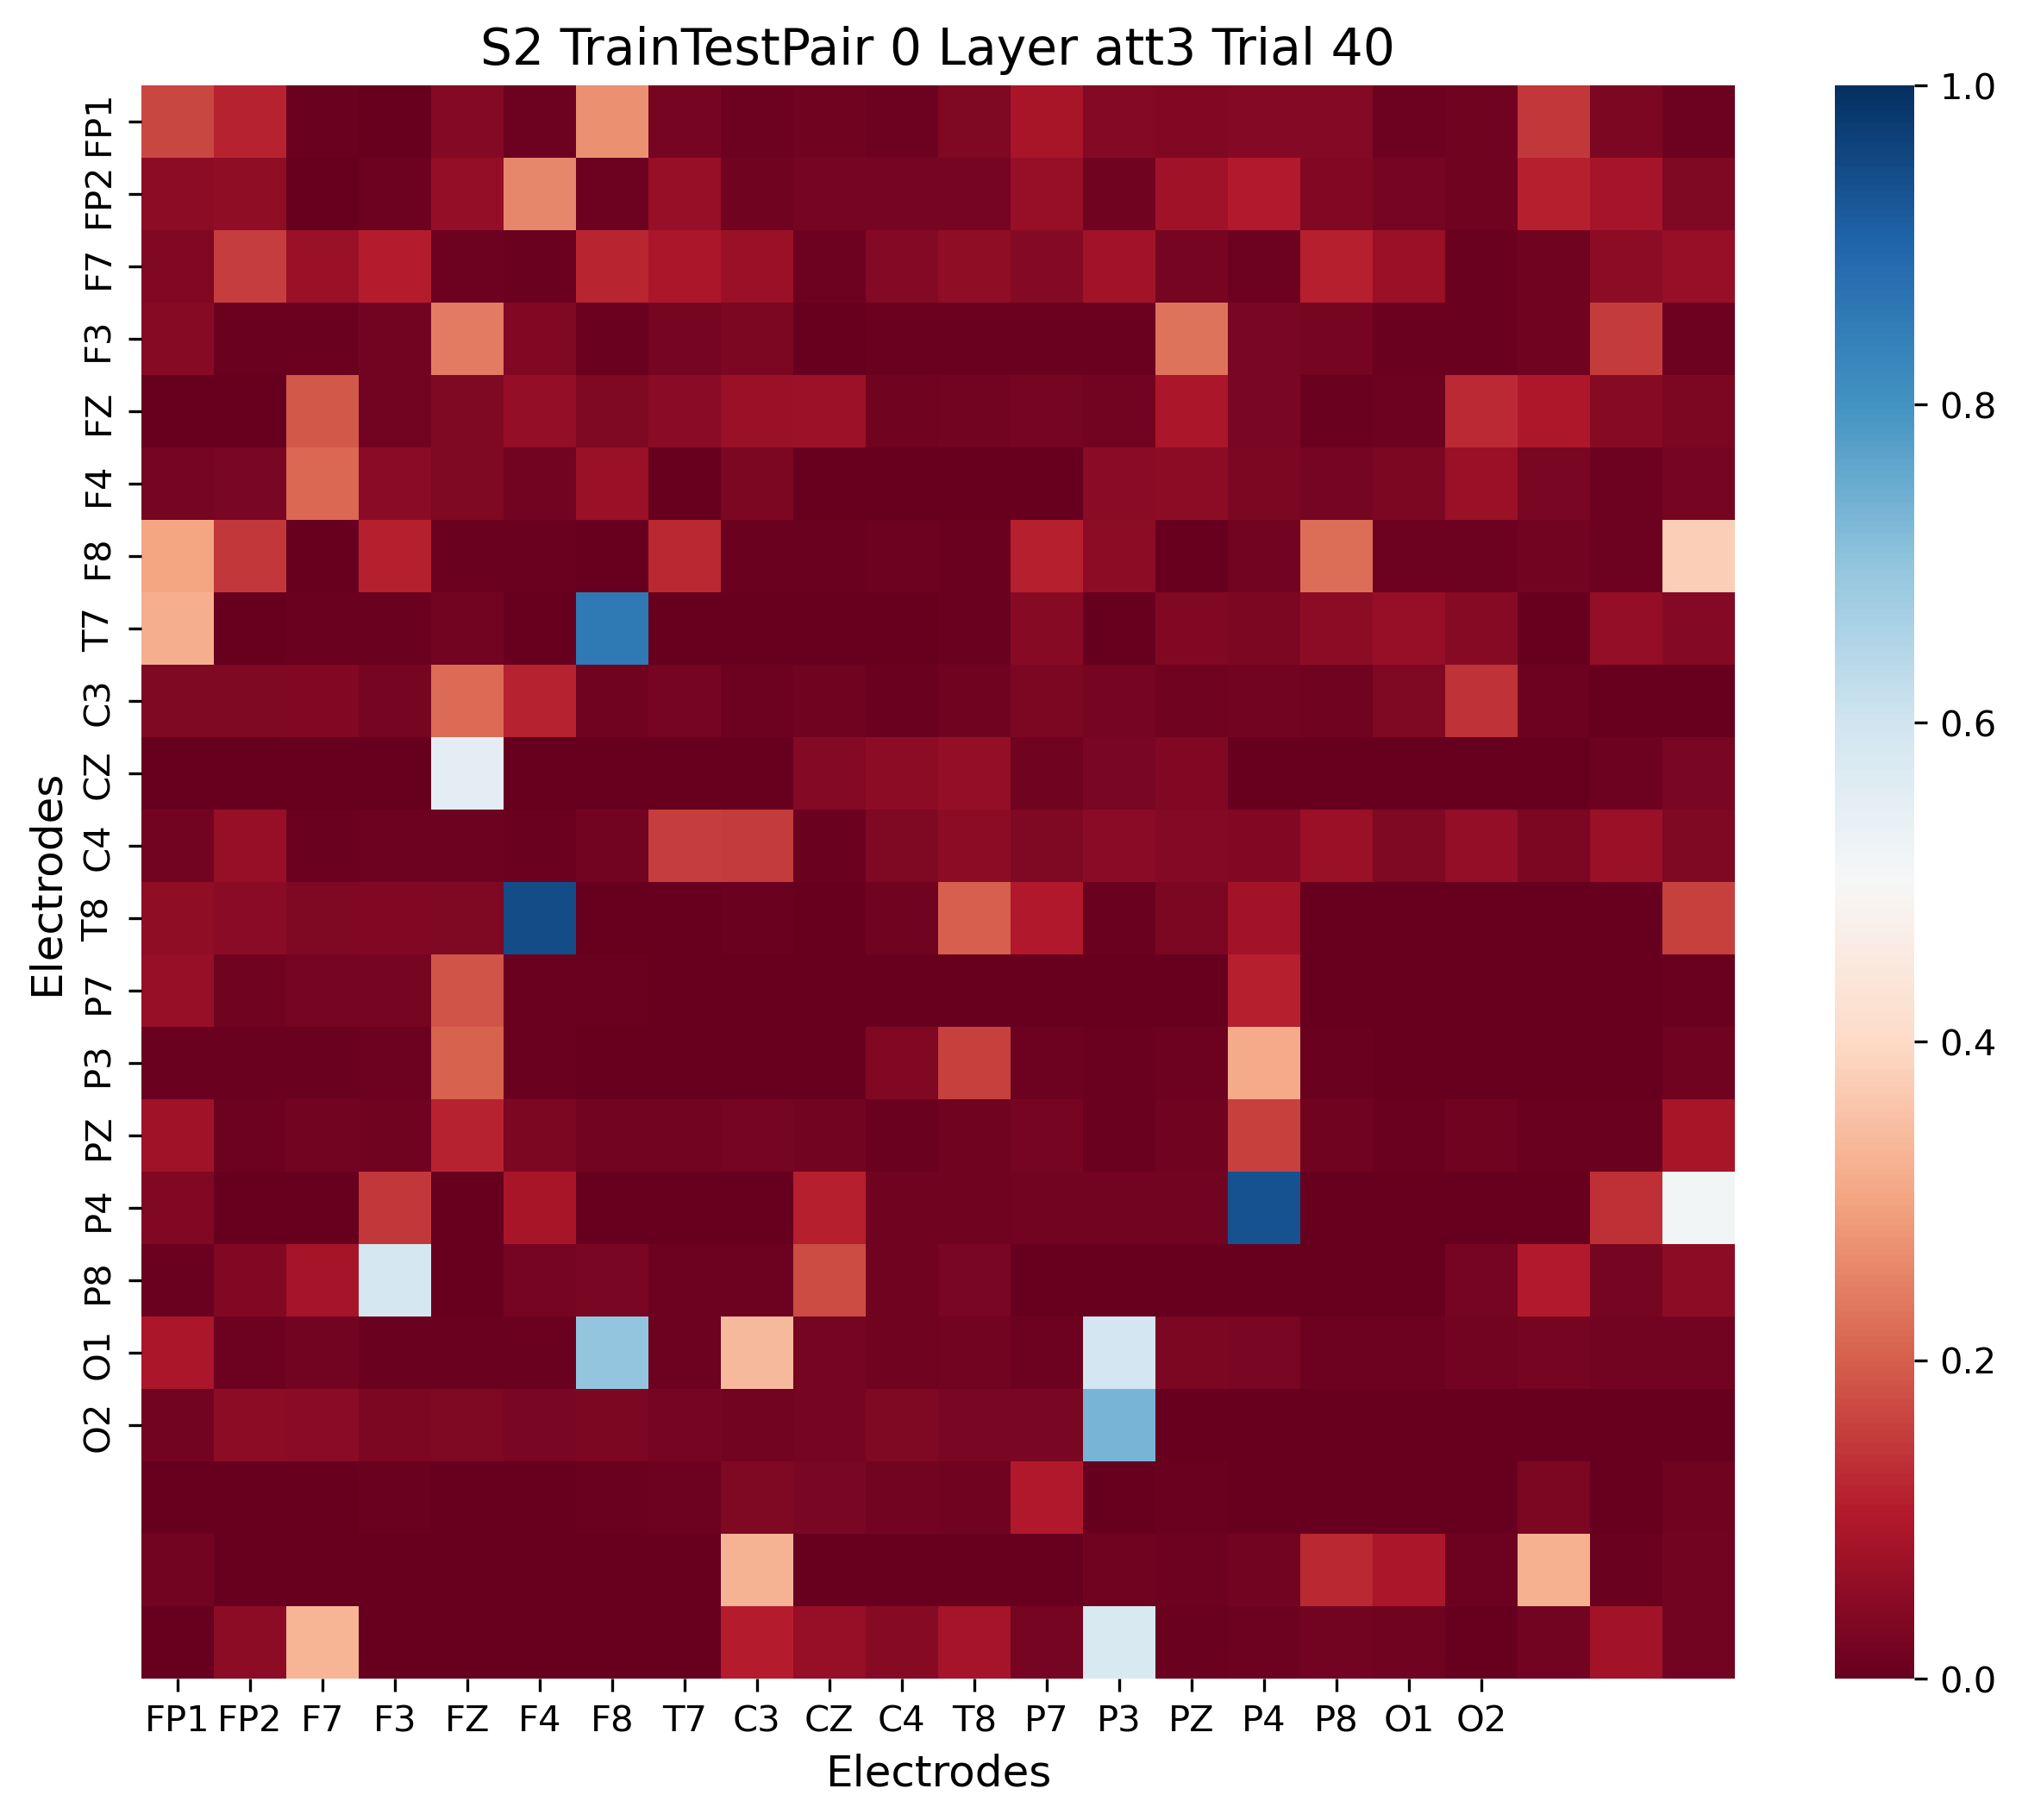 S2 TrainTestPair 0 Layer att3 Trial 40
Electrodes
FP1
FP2
F7
F3
FZ
F4
F8
T7
C3
CZ
C4
T8
P7
P3
PZ
P4
P8
O1
O2
FP1 FP2 F7 F3 FZ F4 F8 T7 C3 CZ C4 T8 P7 P3 PZ P4 P8 O1 O2
Electrodes
1.0
0.8
0.6
0.4
0.2
0.0